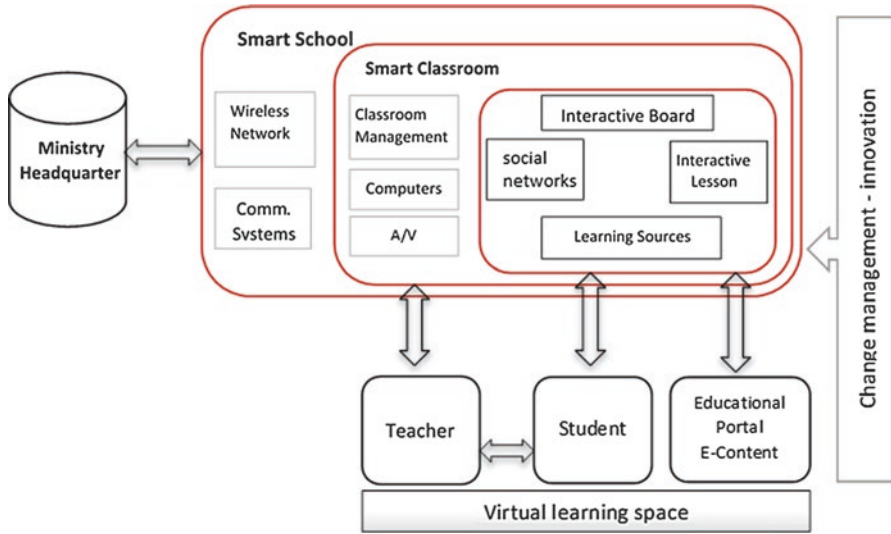 Smart School
Smart Classroom
Ministry
Headquarter
Wireless
Network
Comm.
Systems
Classroom
Management
Computers
A/V
Interactive Board
social
networks
Interactive
Lesson
Learning Sources
Teacher
Student
Educational
Portal
E-Content
Virtual learning space
Change management - innovation